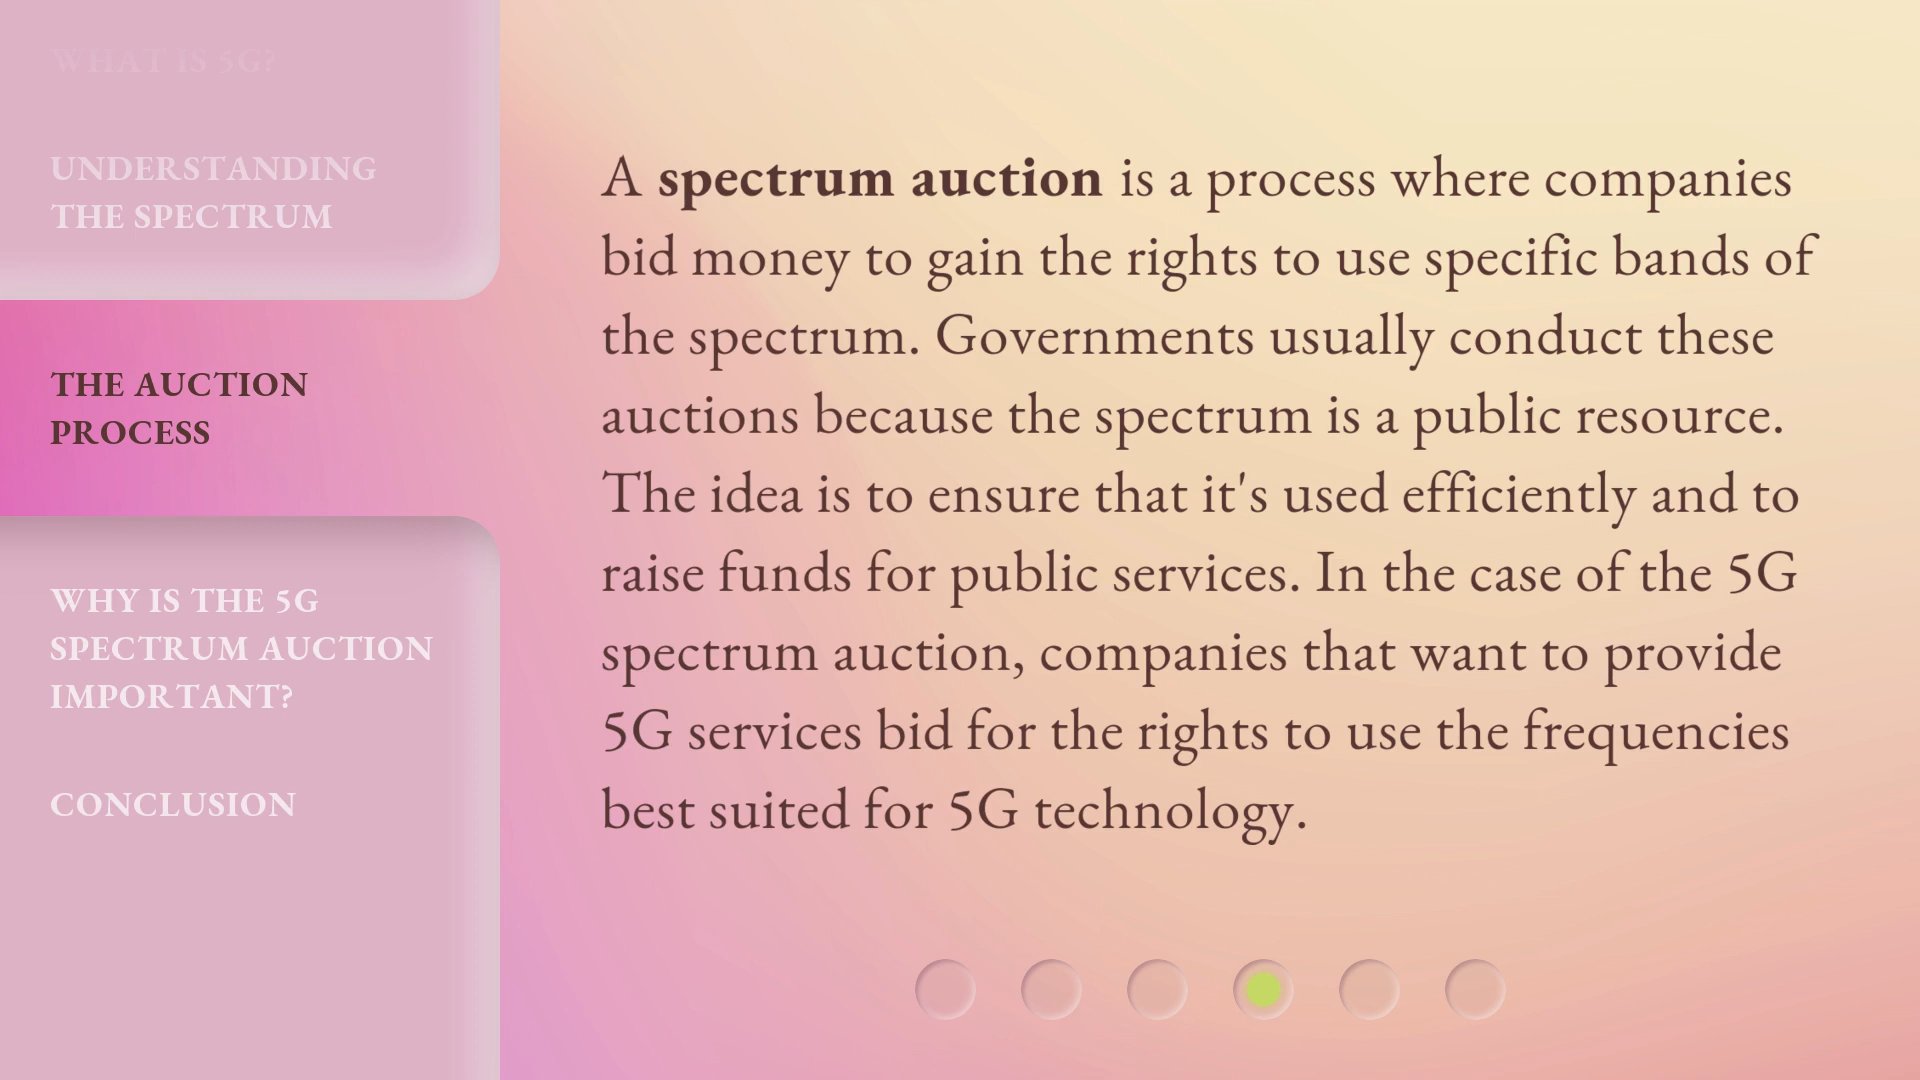 WHAT IS 5G?
UNDERSTANDING
THE SPECTRUM
THE AUCTION
PROCESS
WHY IS THE 5G
SPECTRUM AUCTION
IMPORTANT?
CONCLUSION
A spectrum auction is a process where companies
bid money to gain the rights to use specific bands of
the spectrum. Governments usually conduct these
auctions because the spectrum is a public resource.
The idea is to ensure that it's used efficiently and to
raise funds for public services. In the case of the 5G
spectrum auction, companies that want to provide
5G services bid for the rights to use the frequencies
best suited for 5G technology.